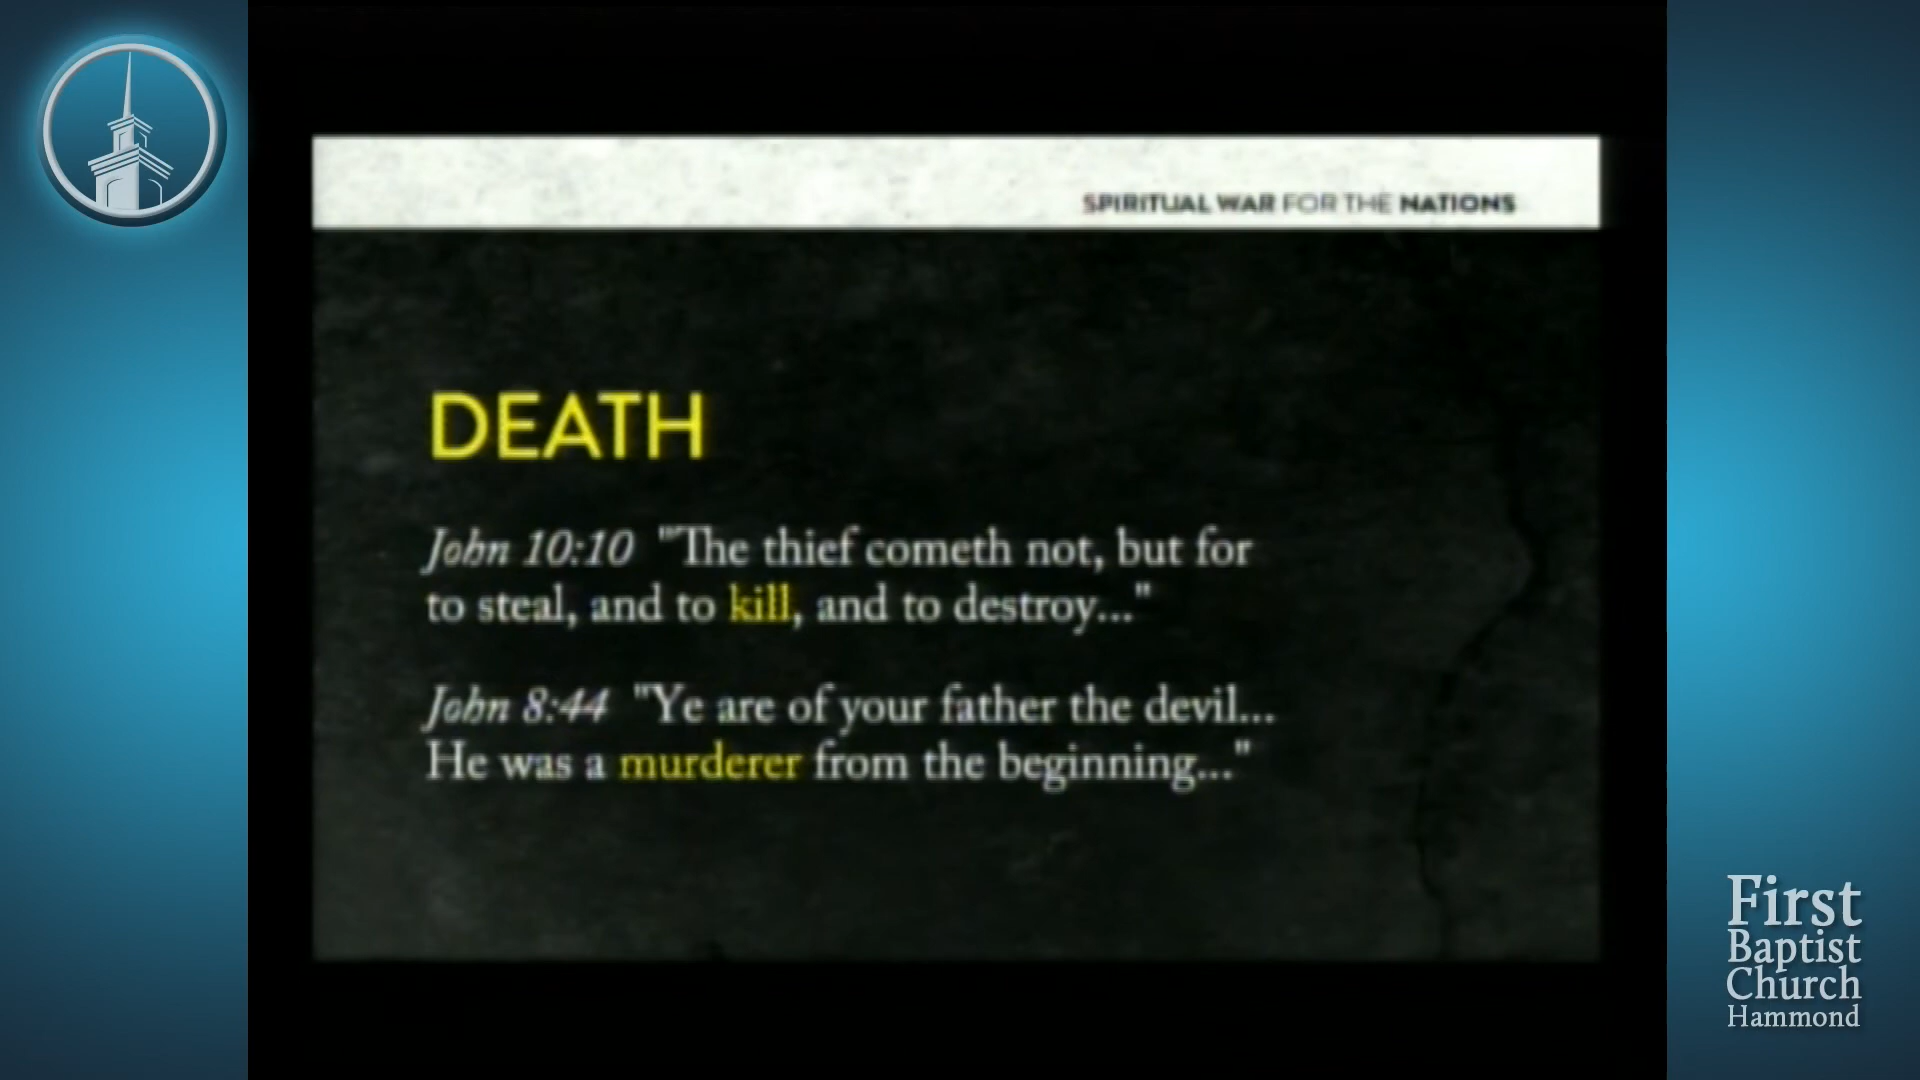 SPIRITUAL WAR FOR THE NATIONS
DEATH
John 10:10 "The thief cometh not, but for
to steal, and to kill, and to destroy..."
John 8:44 "Ye are of your father the devil...
He was a murderer from the beginning..."
First
Baptist
Church
Hammond